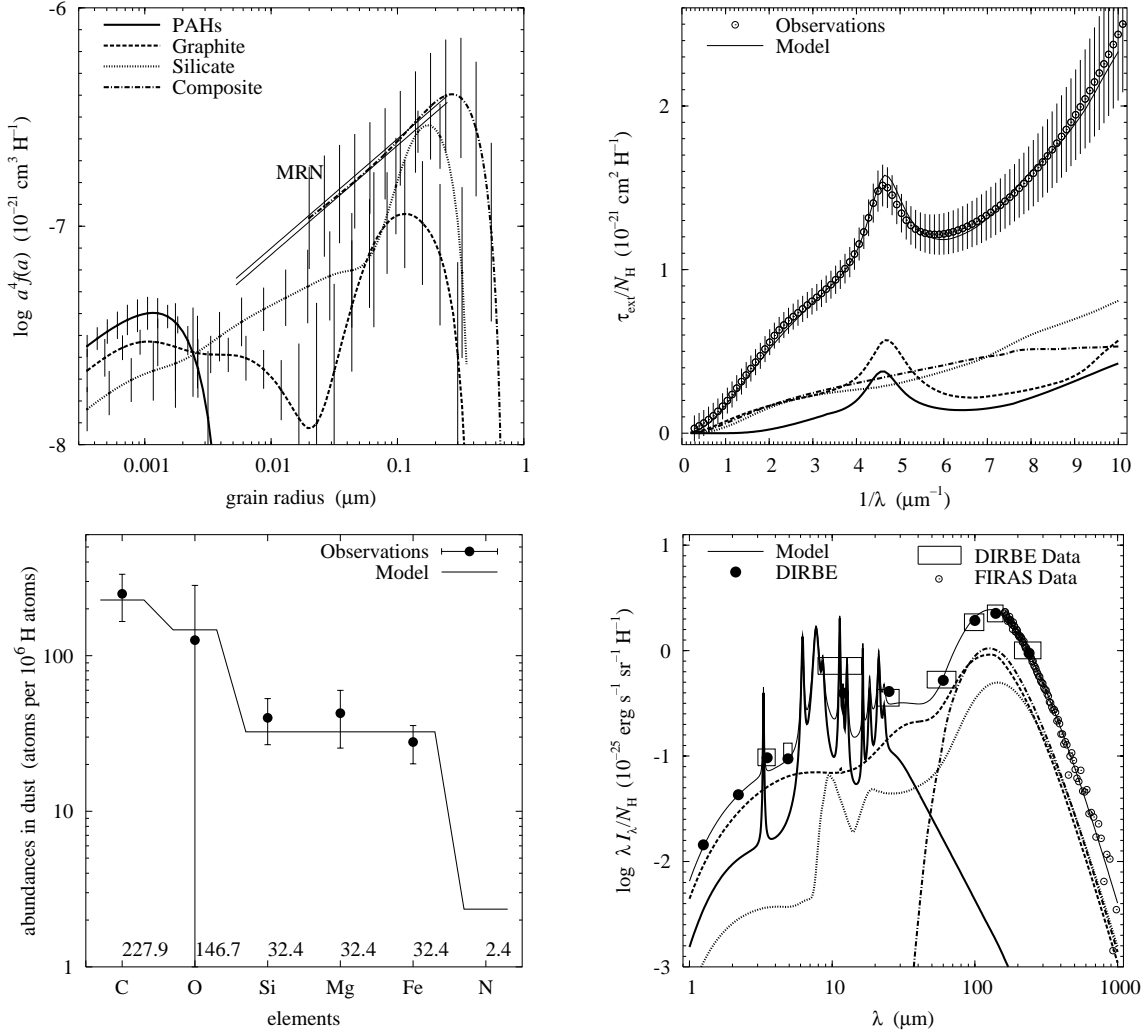 -6
PAHs
Graphite
Silicate
Composite
MRN
-7
-8
log a⁴f(a) (10⁻²¹ cm³ H⁻¹)
0.001 0.01 0.1 1
grain radius (μm)
Observations
Model
2
1
0
τext/NH (10⁻²¹ cm² H⁻¹)
0 1 2 3 4 5 6 7 8 9 10
1/λ (μm⁻¹)
Observations
Model
100
10
1
abundances in dust (atoms per 10⁶ H atoms)
227.9 146.7 32.4 32.4 32.4 2.4
C O Si Mg Fe N
elements
1
Model
DIRBE
DIRBE Data
FIRAS Data
0
-1
-2
-3
log λIλ/NH (10⁻²⁵ erg s⁻¹ sr⁻¹ H⁻¹)
1 10 100 1000
λ (μm)